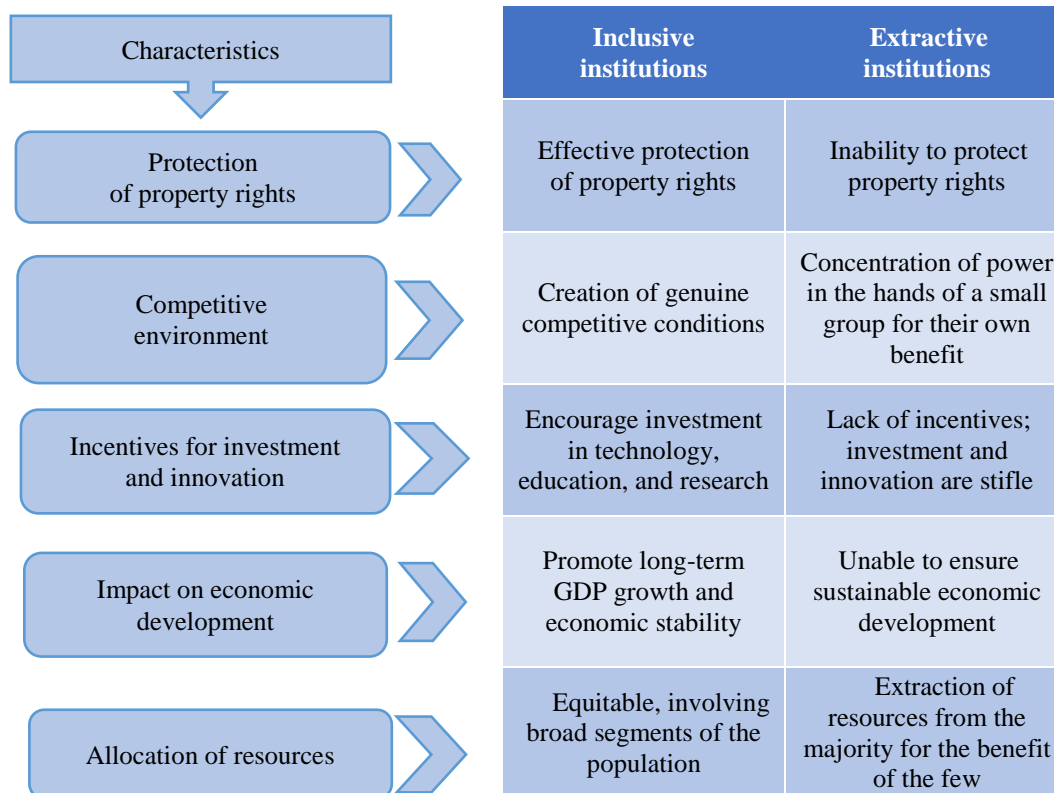 Characteristics
Inclusive
institutions
Extractive
institutions
Protection
of property rights
Effective protection
of property rights
Inability to protect
property rights
Competitive
environment
Creation of genuine
competitive conditions
Concentration of power
in the hands of a small
group for their own
benefit
Incentives for investment
and innovation
Encourage investment
in technology,
education, and research
Lack of incentives;
investment and
innovation are stifle
Impact on economic
development
Promote long-term
GDP growth and
economic stability
Unable to ensure
sustainable economic
development
Allocation of resources
Equitable, involving
broad segments of the
population
Extraction of
resources from the
majority for the benefit
of the few